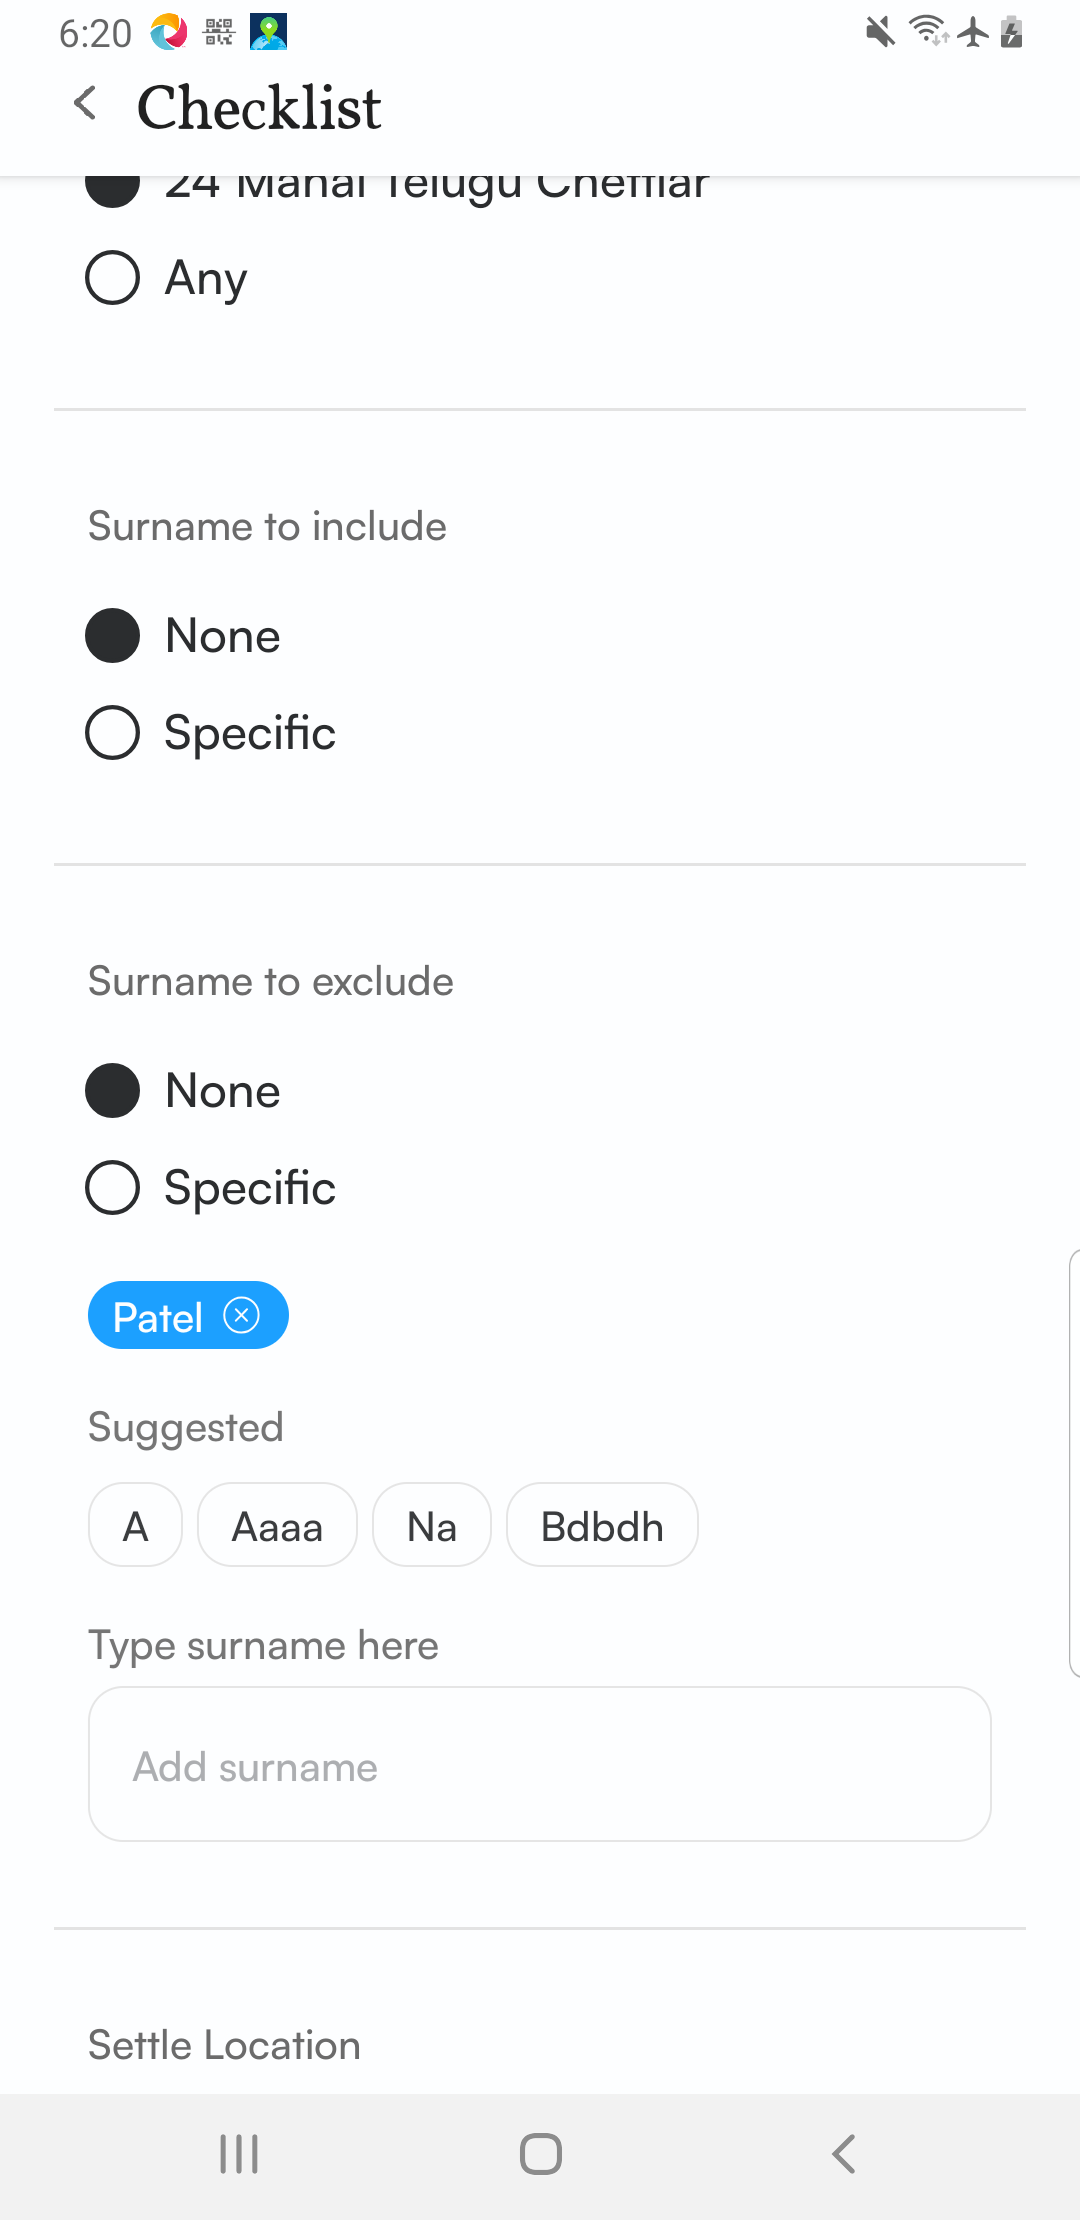 6:20
Checklist
24 Manai Telugu Chettiar
Any
Surname to include
None
Specific
Surname to exclude
None
Specific
Patel
Suggested
A Aaaa Na Bdbdh
Type surname here
Add surname
Settle Location